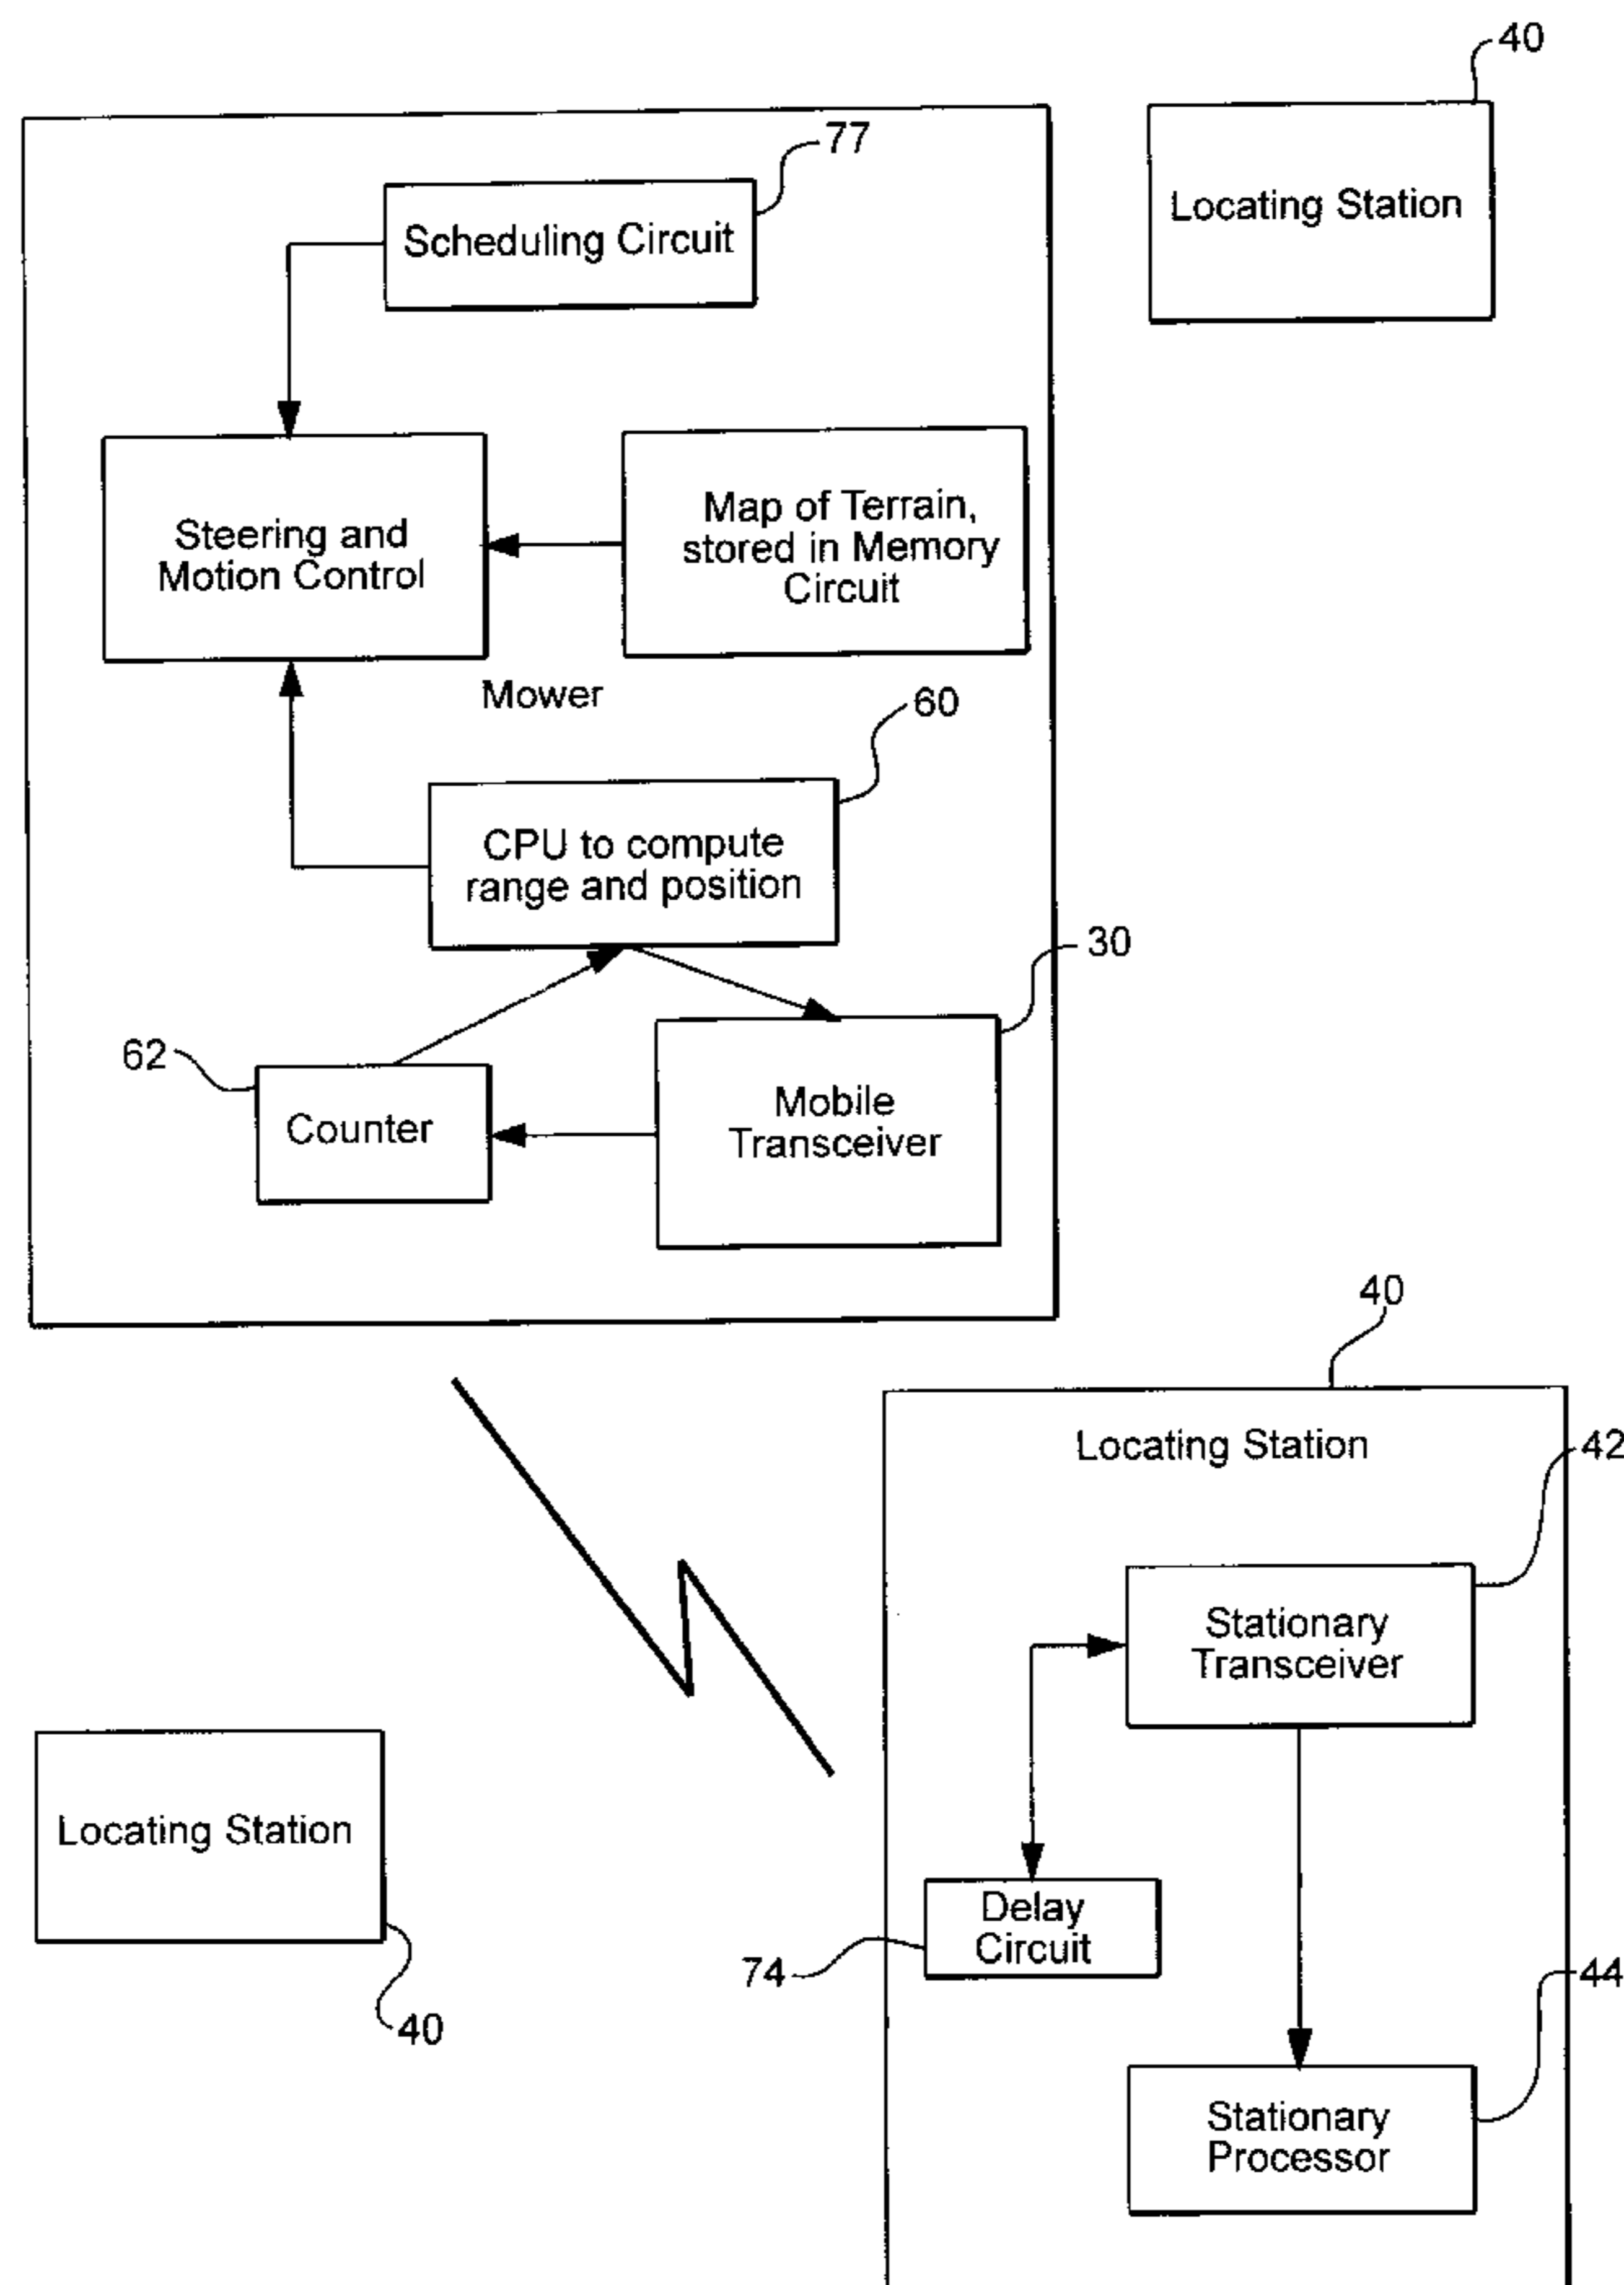 40
Locating Station
77
Scheduling Circuit
Steering and
Motion Control
Map of Terrain,
stored in Memory
Circuit
Mower
60
CPU to compute
range and position
30
62
Counter
Mobile
Transceiver
40
Locating Station
42
Stationary
Transceiver
Locating Station
40
Delay
Circuit
74
44
Stationary
Processor